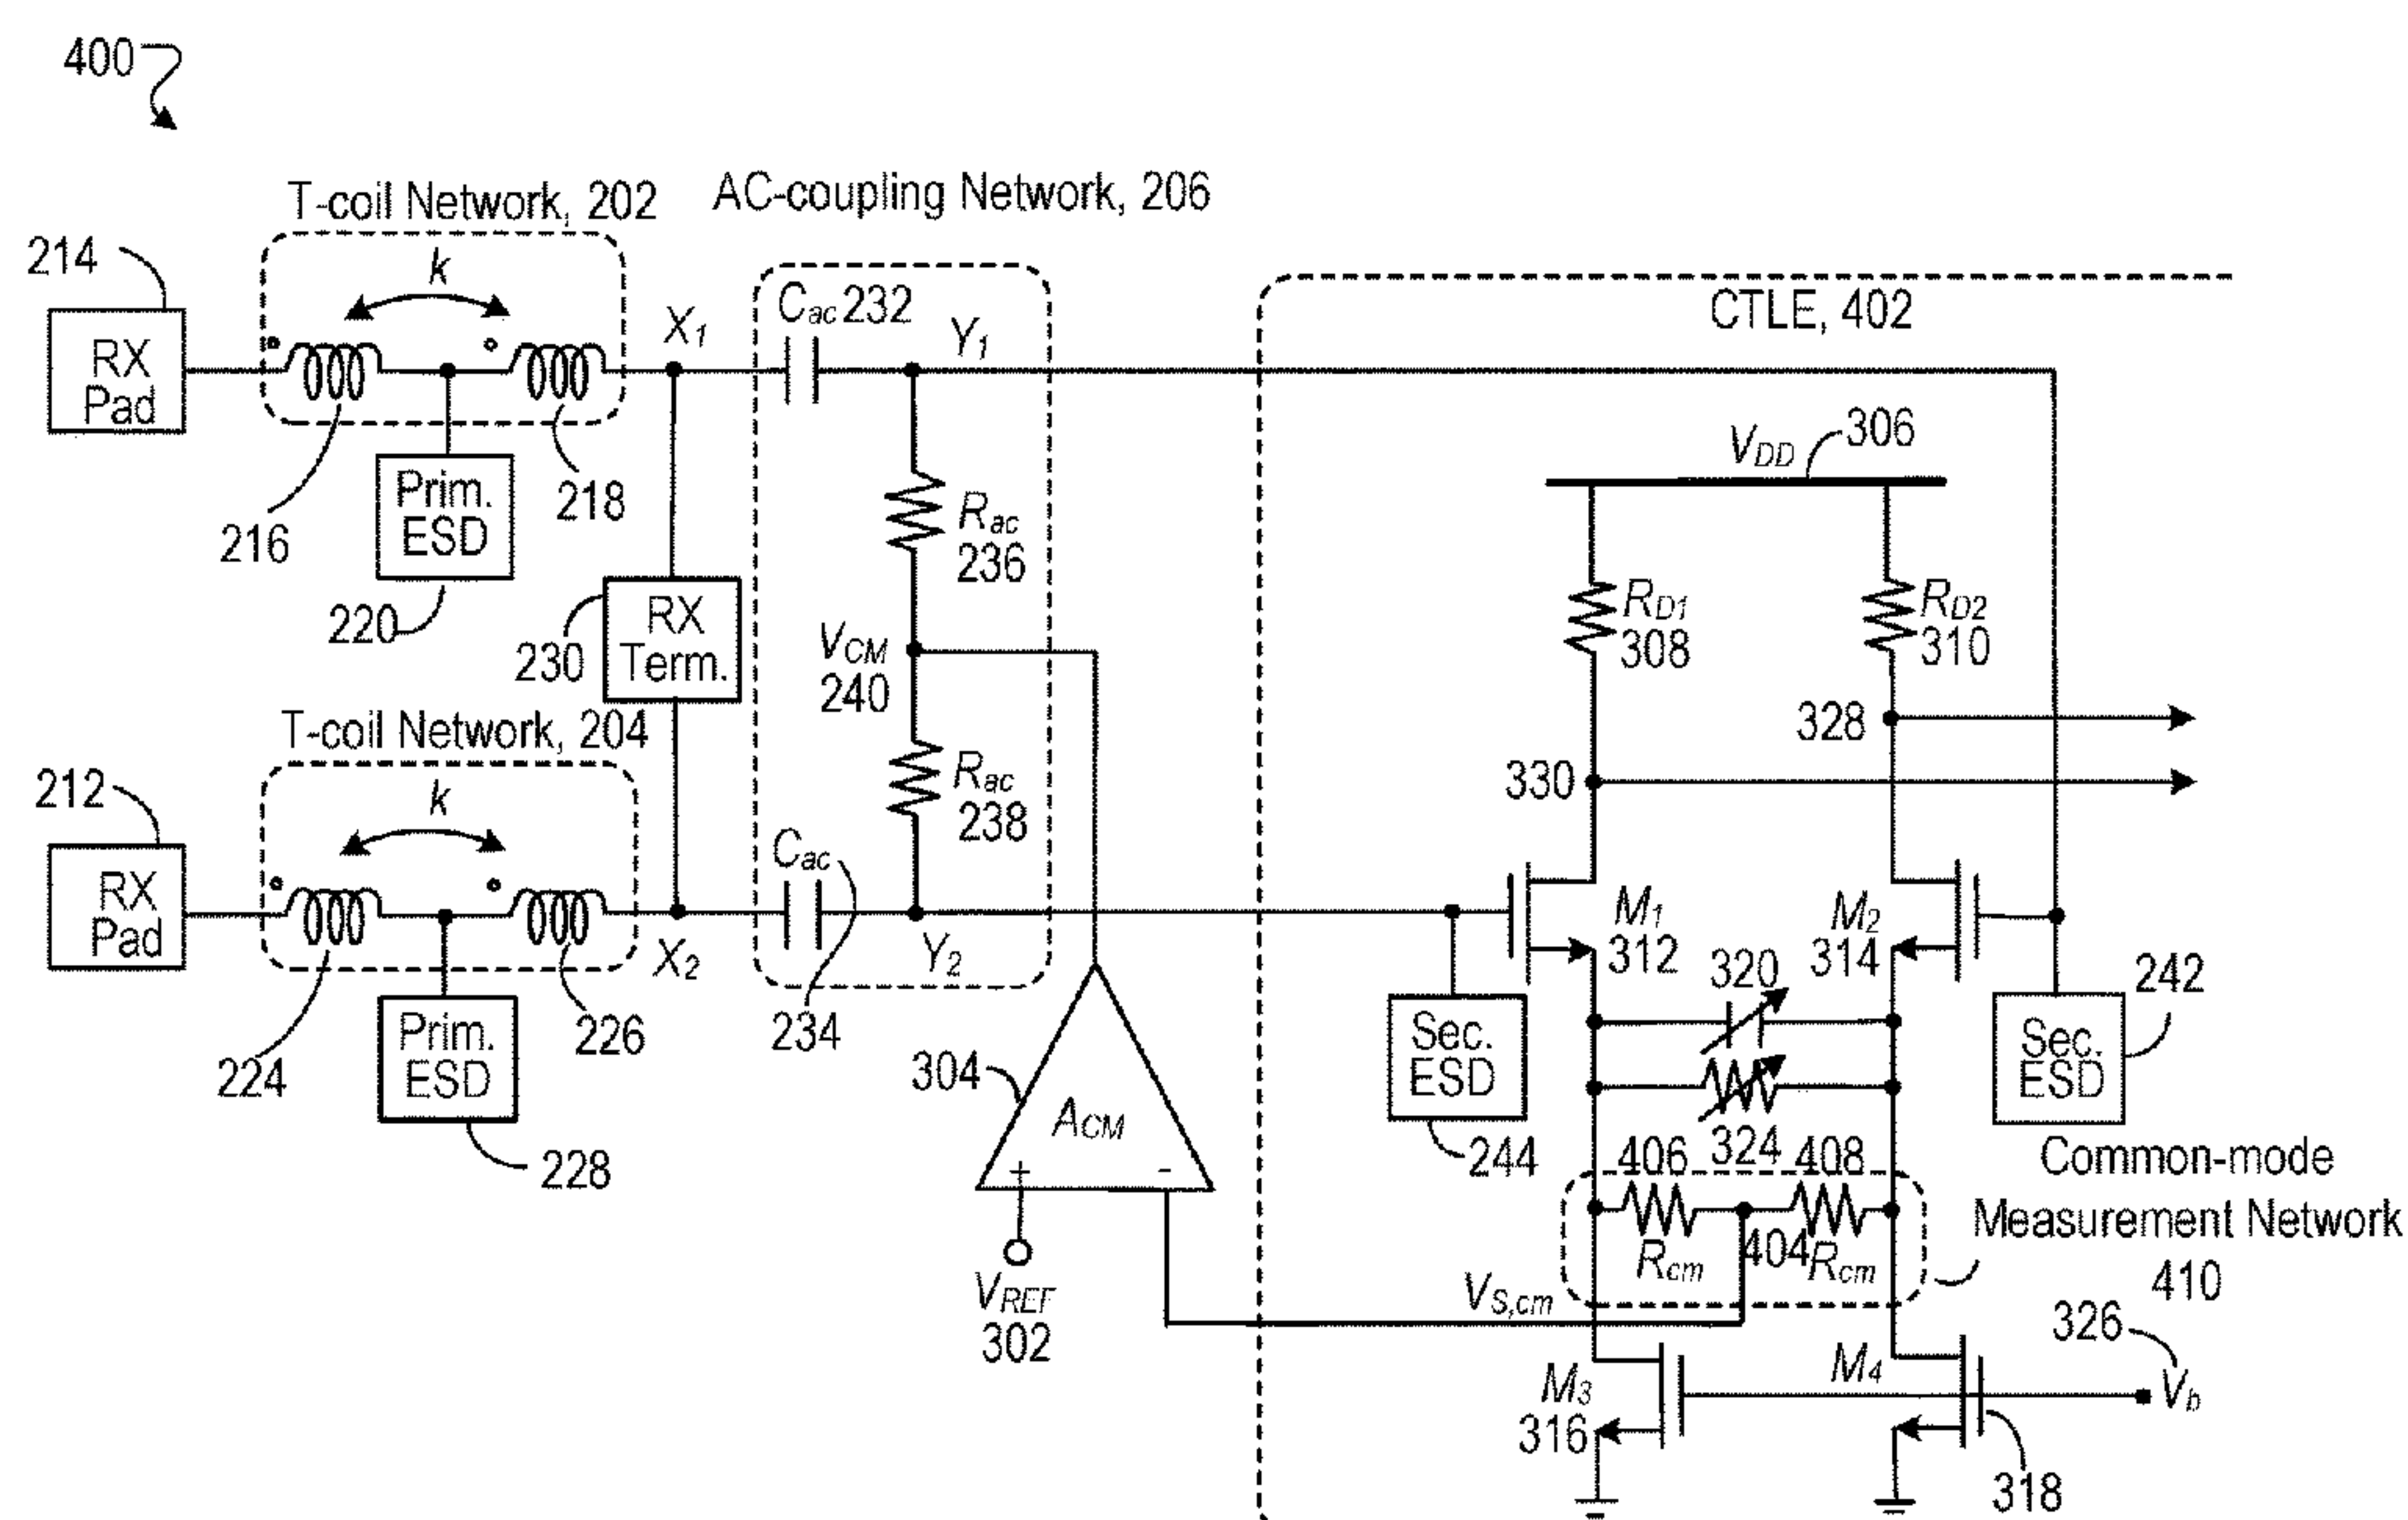 400
T-coil Network, 202
AC-coupling Network, 206
214
k
RX
Pad
X1
Cac 232
Y1
CTLE, 402
VDD
306
216
Prim.
ESD
218
220
Rac
236
RD1
308
RD2
310
230
RX
Term.
VCM
240
328
T-coil Network, 204
212
k
330
Rac
238
RX
Pad
Cac
X2
Y2
M1
312
M2
314
320
242
224
Prim.
ESD
226
234
Sec.
ESD
Sec.
ESD
304
ACM
228
244
406
324
408
Common-mode
Measurement Network
410
+
-
Rcm
404
Rcm
VREF
302
VS,cm
326
M3
316
M4
Vb
318